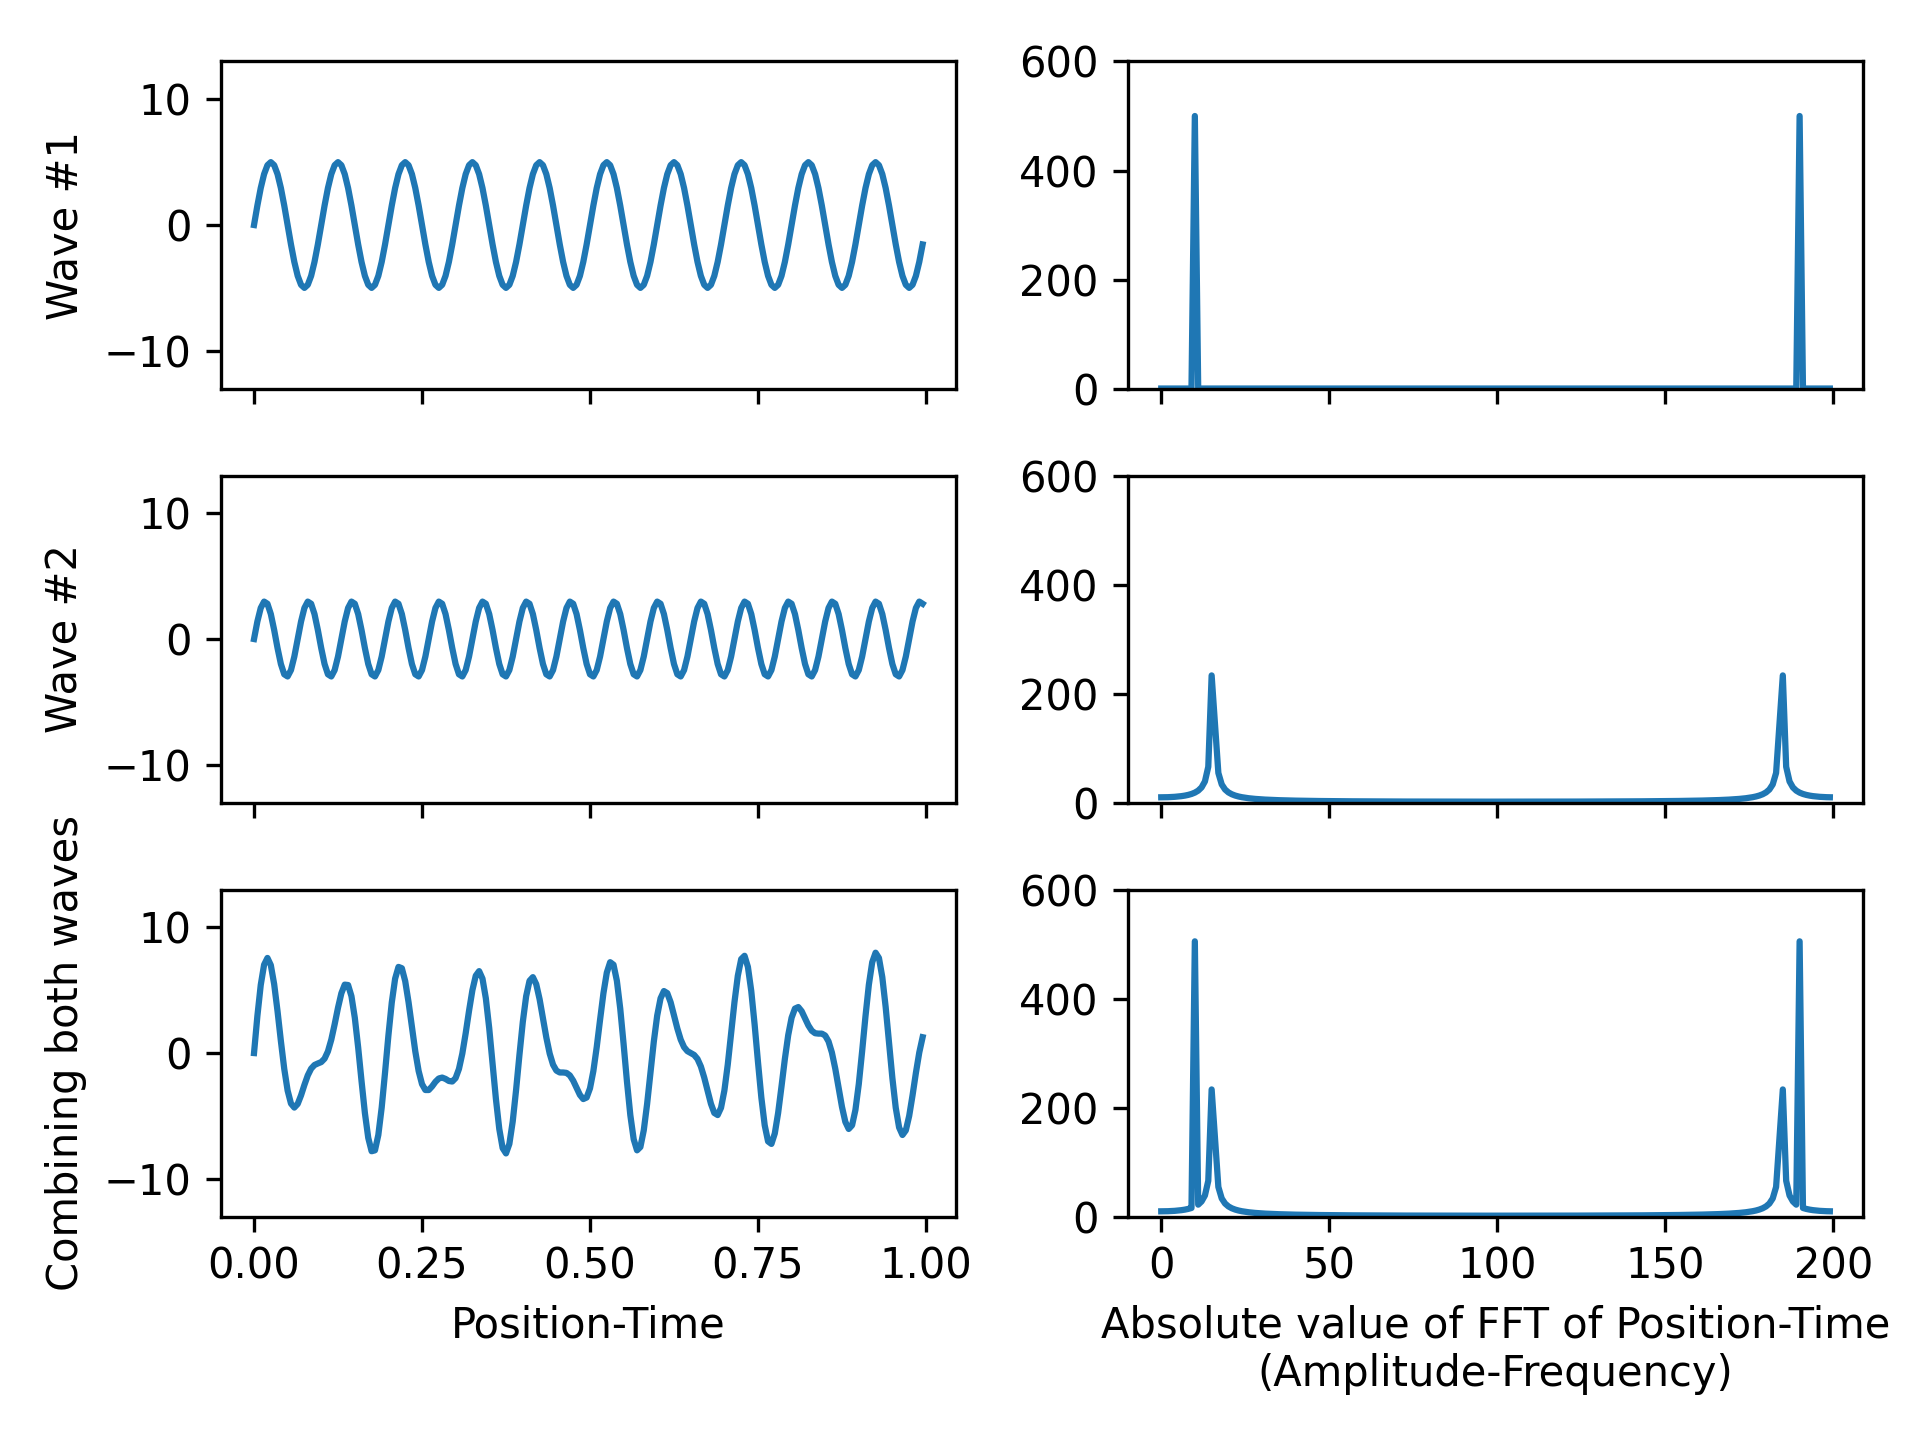 Wave #1
10
0
−10
600
400
200
0
Wave #2
10
0
−10
600
400
200
0
Combining both waves
10
0
−10
0.00 0.25 0.50 0.75 1.00
Position-Time
600
400
200
0
0 50 100 150 200
Absolute value of FFT of Position-Time
(Amplitude-Frequency)